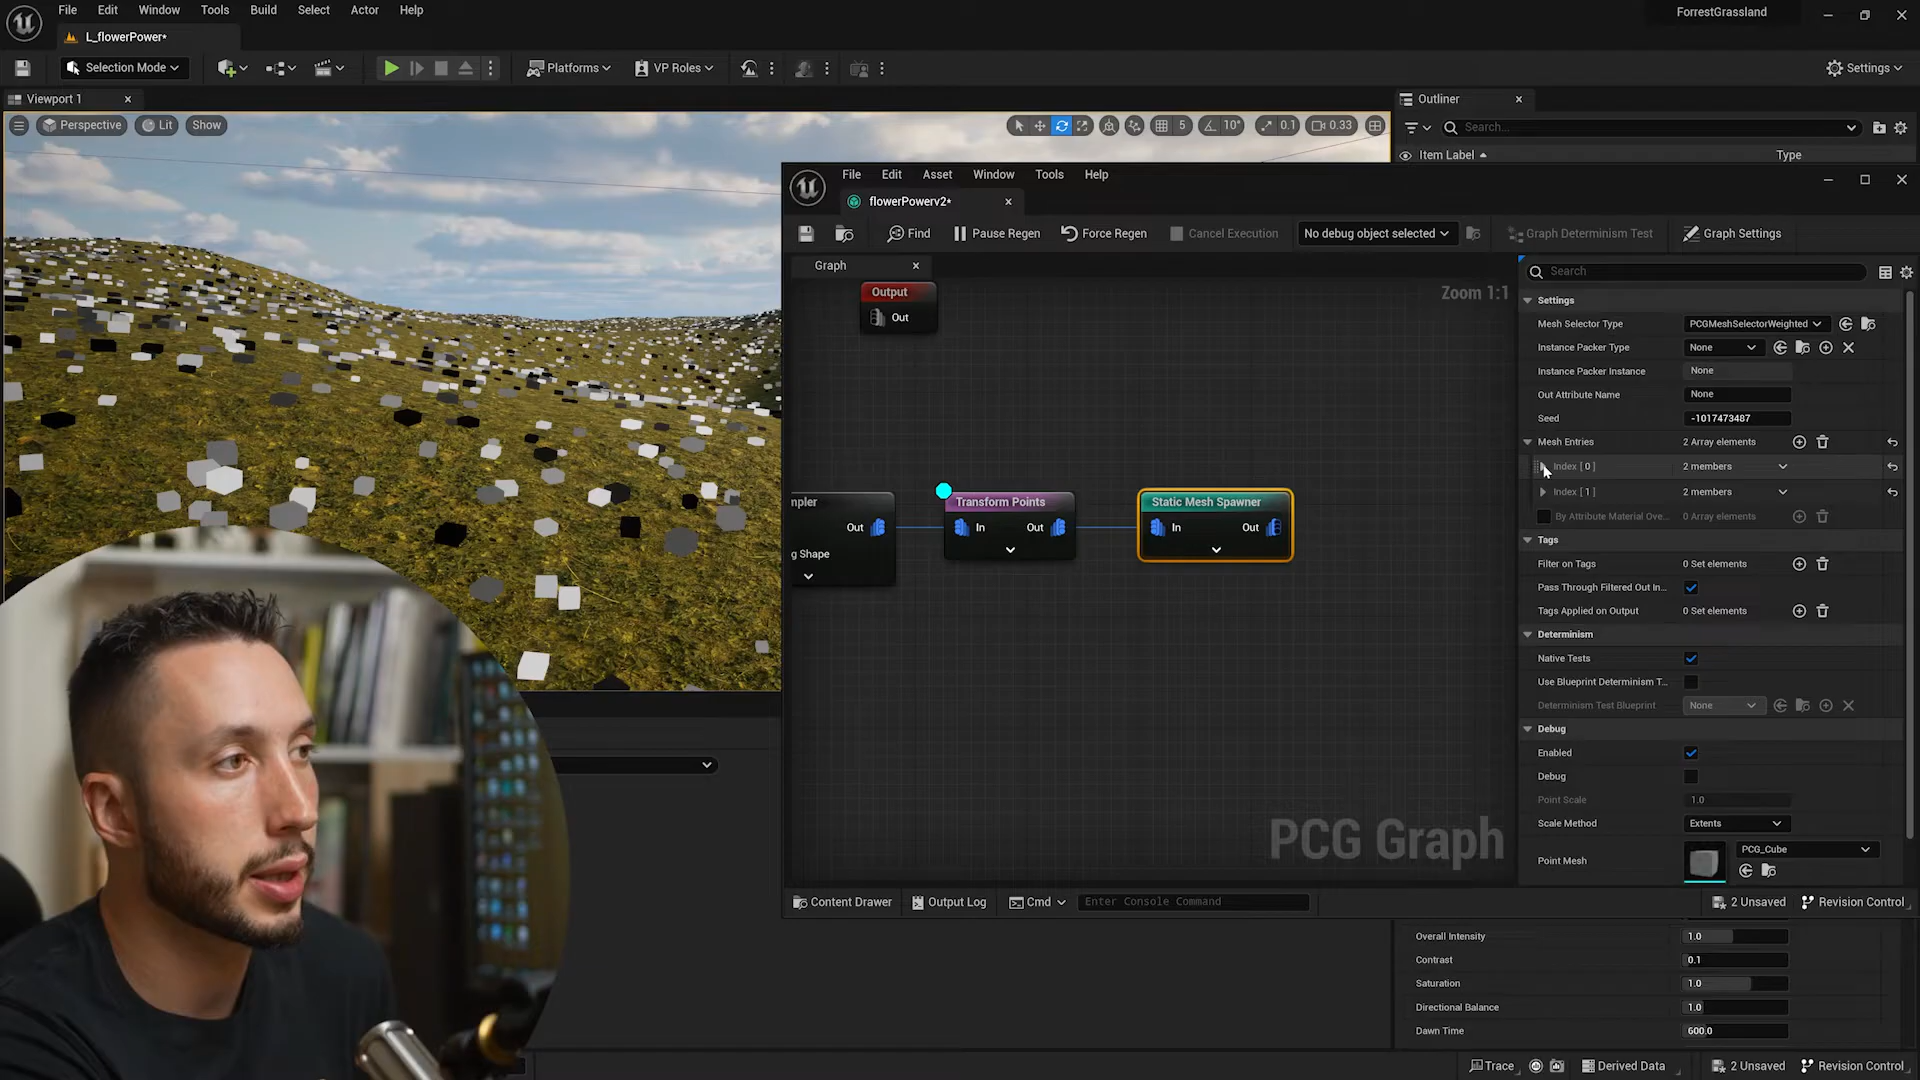 File Edit Window Tools Build Select Actor Help
ForrestGrassland
L_flowerPower*
Selection Mode
Platforms
VP Roles
Settings
Viewport 1
Outliner
Perspective
Lit
Show
5
10°
0.1
0.33
Search...
Item Label
Type
File Edit Asset Window Tools Help
flowerPowerv2*
Find
Pause Regen
Force Regen
Cancel Execution
No debug object selected
Graph Determinism Test
Graph Settings
Graph
Search
Zoom 1:1
Output
Out
Settings
Mesh Selector Type PCGMeshSelectorWeighted
Instance Packer Type None
Instance Packer Instance None
Out Attribute Name None
Seed -1017473487
Mesh Entries 2 Array elements
Index [ 0 ] 2 members
Index [ 1 ] 2 members
By Attribute Material Ove... 0 Array elements
Tags
Filter on Tags 0 Set elements
Pass Through Filtered Out In...
Tags Applied on Output 0 Set elements
Determinism
Native Tests
Use Blueprint Determinism T...
Determinism Test Blueprint None
Debug
Enabled
Debug
Point Scale 1.0
Scale Method Extents
Point Mesh PCG_Cube
mpler
Out
g Shape
Transform Points
In Out
Static Mesh Spawner
In Out
PCG Graph
Content Drawer
Output Log
Cmd
Enter Console Command
2 Unsaved
Revision Control
Overall Intensity 1.0
Contrast 0.1
Saturation 1.0
Directional Balance 1.0
Dawn Time 600.0
Trace
Derived Data
2 Unsaved
Revision Control